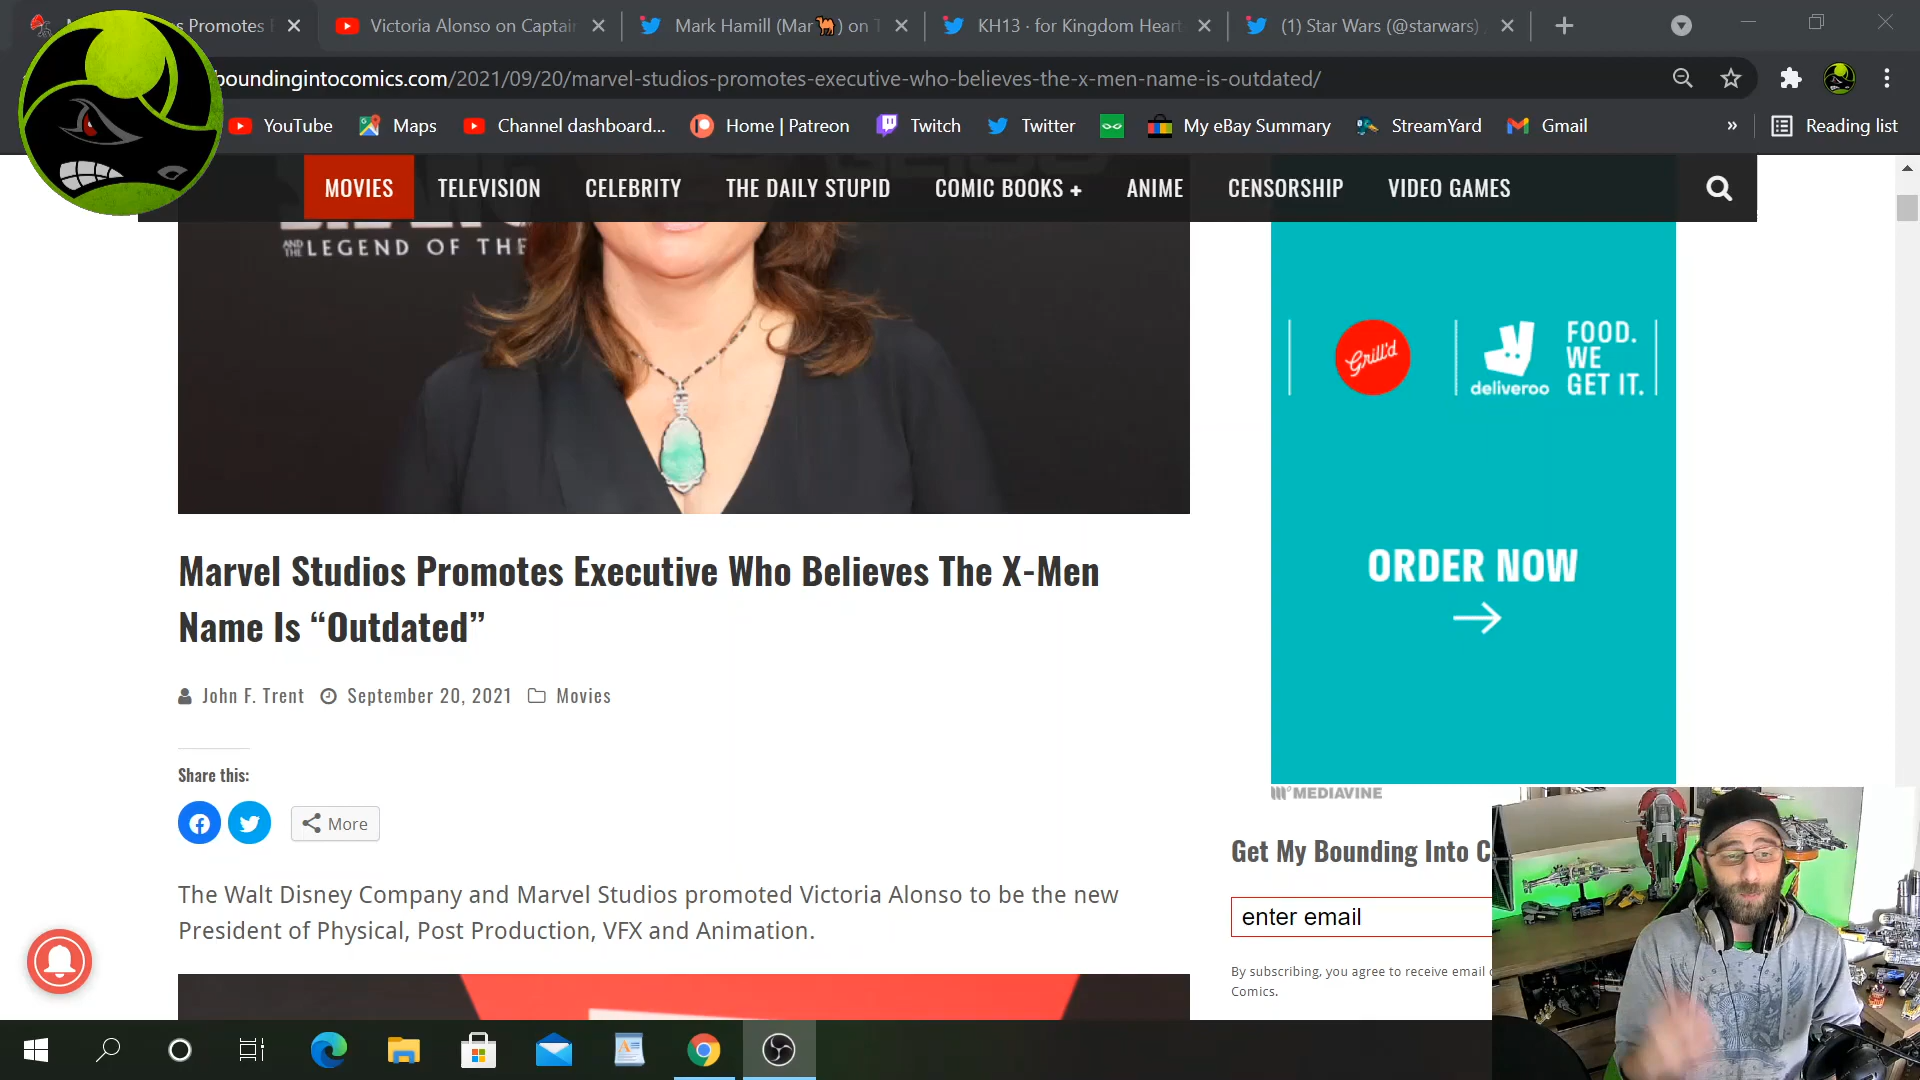 s Promotes
Victoria Alonso on Captai
Mark Hamill (Mar🐪) on T
KH13 · for Kingdom Heart
(1) Star Wars (@starwars)
boundingintocomics.com/2021/09/20/marvel-studios-promotes-executive-who-believes-the-x-men-name-is-outdated/
YouTube
Maps
Channel dashboard...
Home | Patreon
Twitch
Twitter
My eBay Summary
StreamYard
Gmail
»
Reading list
MOVIES
TELEVISION
CELEBRITY
THE DAILY STUPID
COMIC BOOKS +
ANIME
CENSORSHIP
VIDEO GAMES
AND THE LEGEND OF THE
Grill'd
deliveroo
FOOD.
WE
GET IT.
ORDER NOW
MEDIAVINE
Marvel Studios Promotes Executive Who Believes The X-Men
Name Is “Outdated”
John F. Trent
September 20, 2021
Movies
Share this:
More
The Walt Disney Company and Marvel Studios promoted Victoria Alonso to be the new
President of Physical, Post Production, VFX and Animation.
Get My Bounding Into C
enter email
By subscribing, you agree to receive email
Comics.